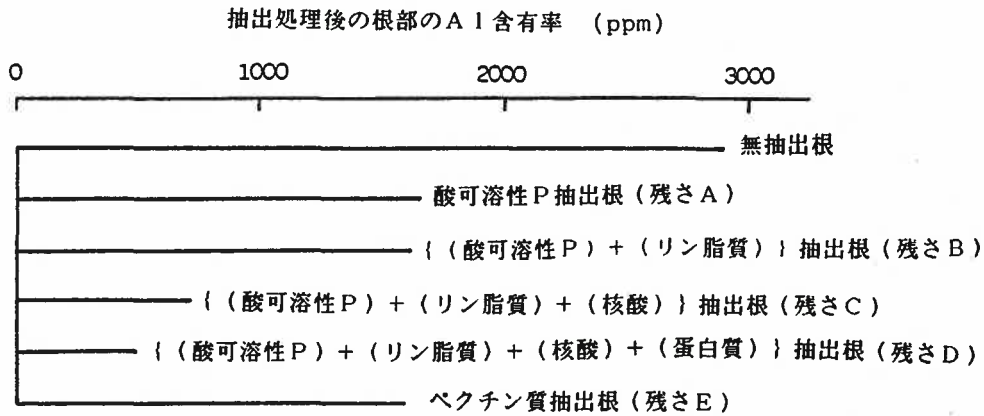 抽出処理後の根部のAl含有率 (ppm)
0 1000 2000 3000
無抽出根
酸可溶性P抽出根(残さA)
{(酸可溶性P)+(リン脂質)}抽出根(残さB)
{(酸可溶性P)+(リン脂質)+(核酸)}抽出根(残さC)
{(酸可溶性P)+(リン脂質)+(核酸)+(蛋白質)}抽出根(残さD)
ペクチン質抽出根(残さE)